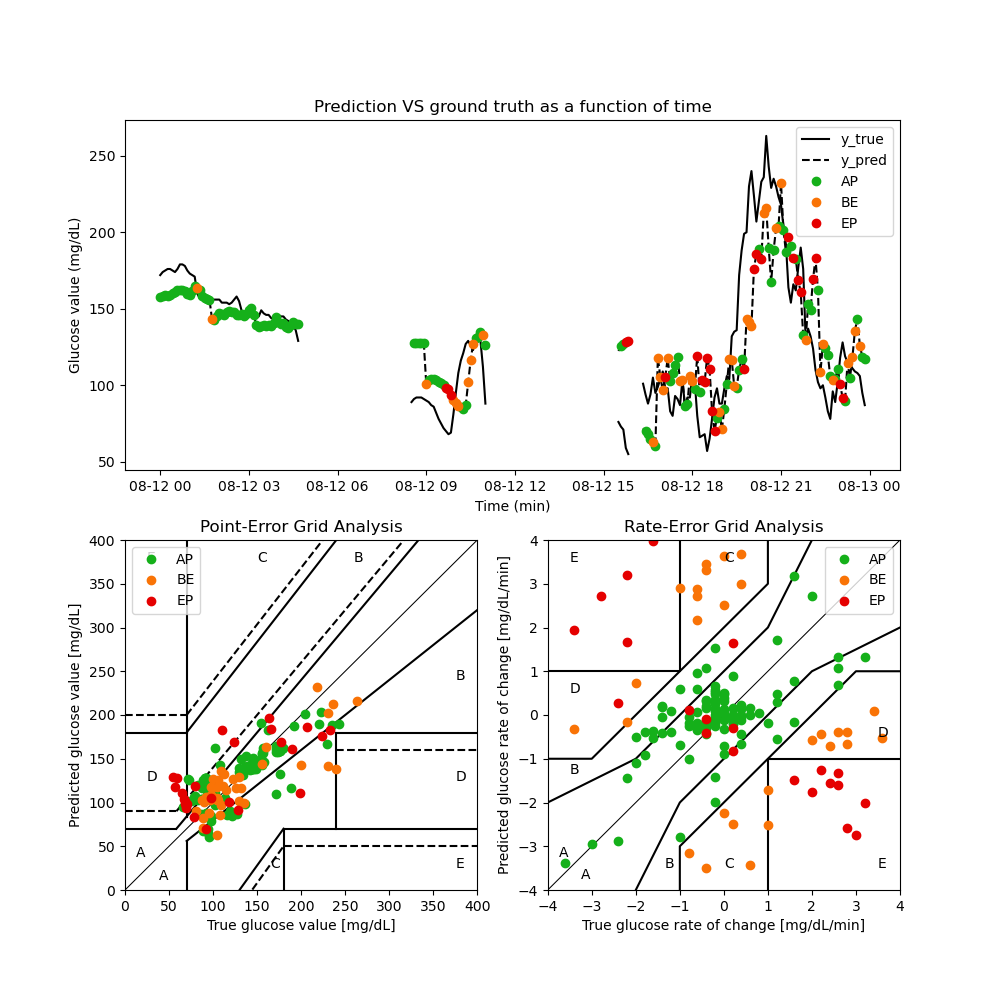 Prediction VS ground truth as a function of time
Glucose value (mg/dL)
250
200
150
100
50
y_true
y_pred
AP
BE
EP
08-12 00 08-12 03 08-12 06 08-12 09 08-12 12 08-12 15 08-12 18 08-12 21 08-13 00
Time (min)
Point-Error Grid Analysis
Predicted glucose value [mg/dL]
400
350
300
250
200
150
100
50
0
AP
BE
EP
C
B
B
D
D
A
A
C
E
0 50 100 150 200 250 300 350 400
True glucose value [mg/dL]
Rate-Error Grid Analysis
Predicted glucose rate of change [mg/dL/min]
4
3
2
1
0
−1
−2
−3
−4
E
C
AP
BE
EP
D
D
B
A
A
B
C
E
−4 −3 −2 −1 0 1 2 3 4
True glucose rate of change [mg/dL/min]